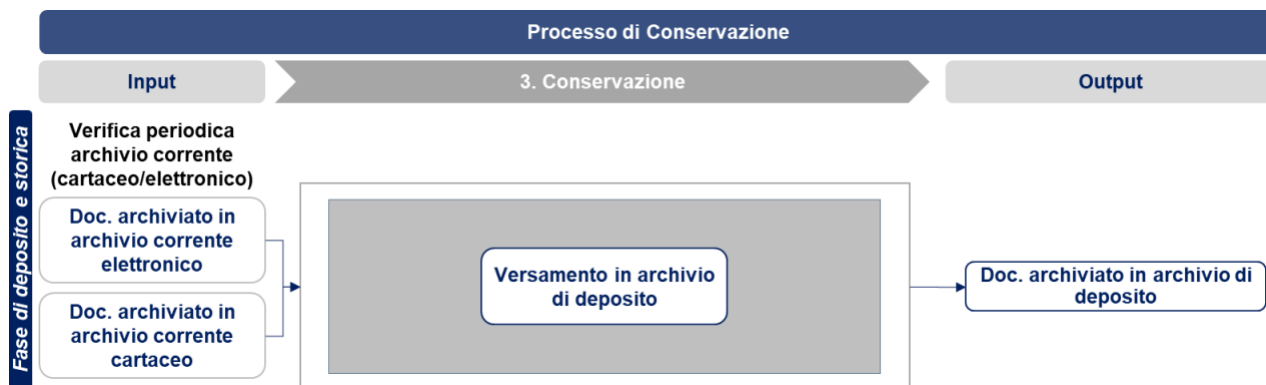 Processo di Conservazione
Input
3. Conservazione
Output
Fase di deposito e storica
Verifica periodica
archivio corrente
(cartaceo/elettronico)
Doc. archiviato in
archivio corrente
elettronico
Doc. archiviato in
archivio corrente
cartaceo
Versamento in archivio
di deposito
Doc. archiviato in archivio di
deposito